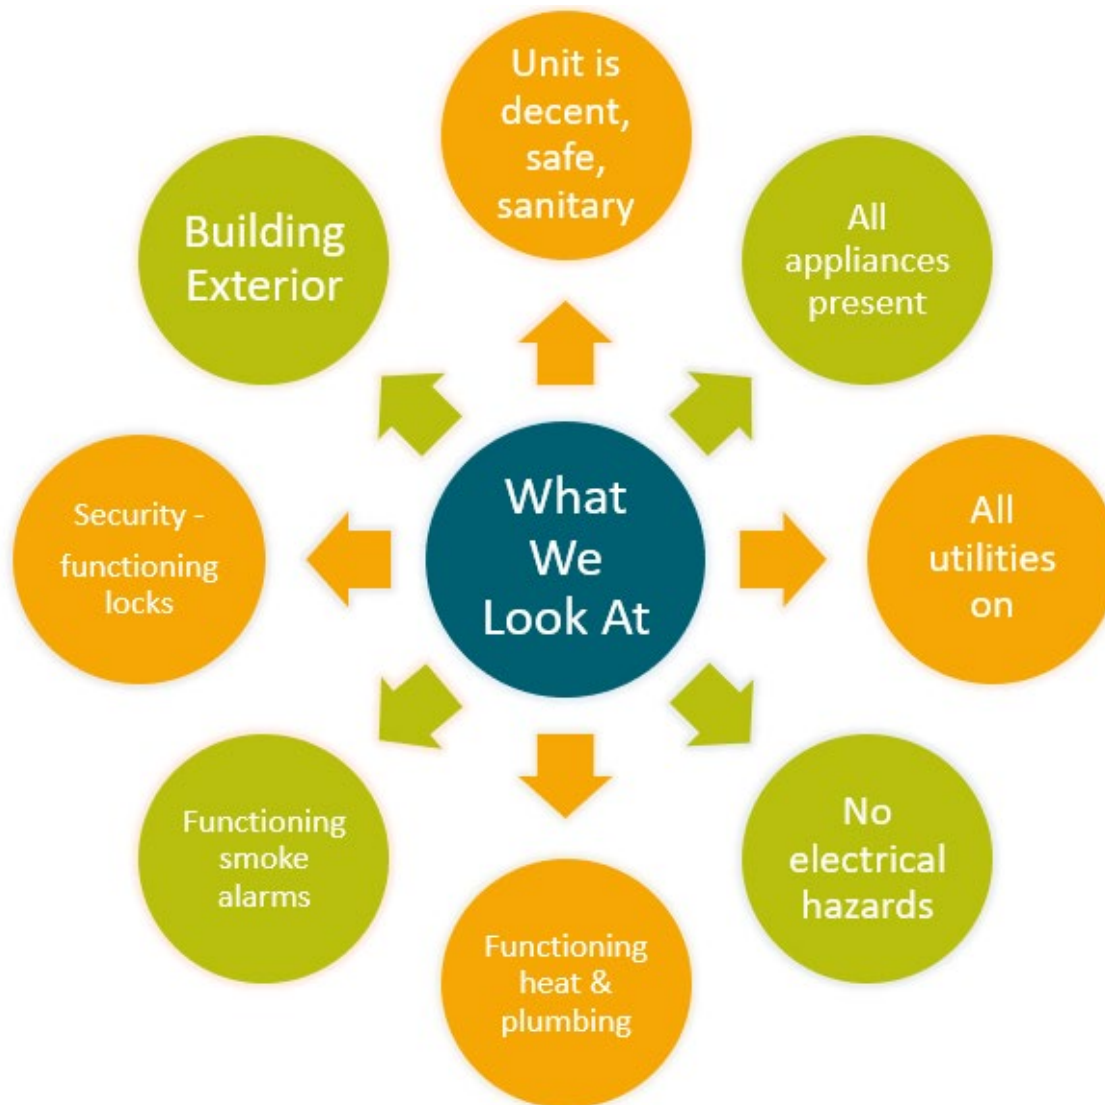 What
We
Look At
Unit is
decent,
safe,
sanitary
All
appliances
present
All
utilities
on
No
electrical
hazards
Functioning
heat &
plumbing
Functioning
smoke
alarms
Security -
functioning
locks
Building
Exterior